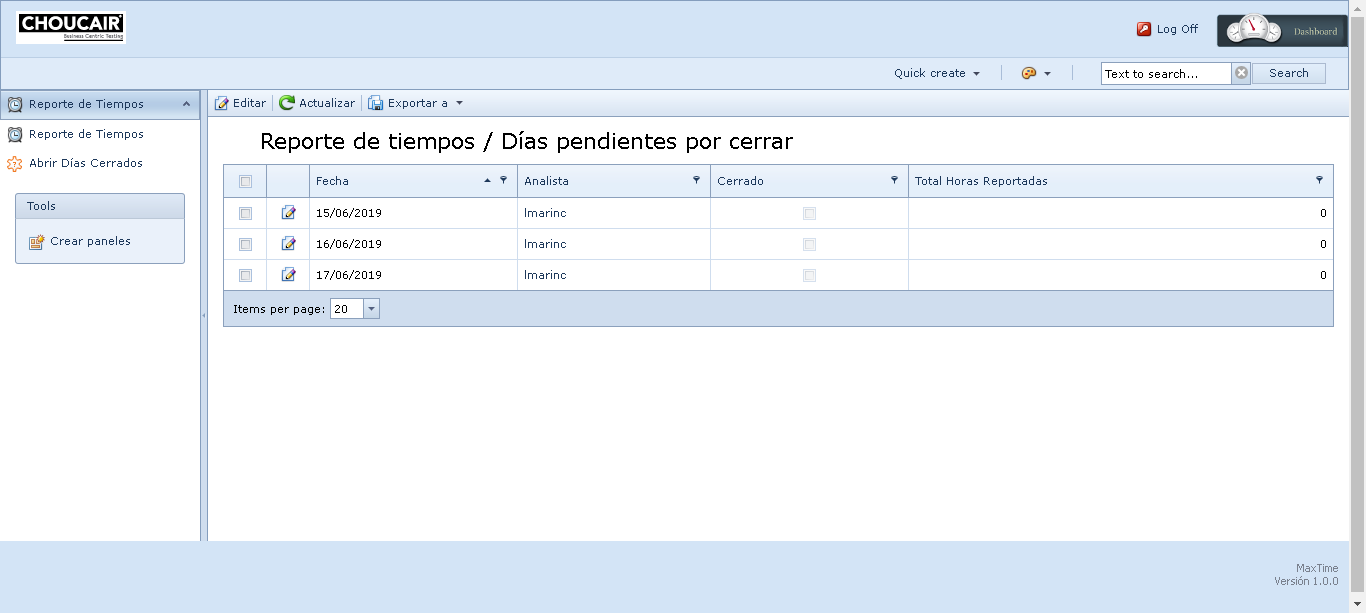 CHOUCAIR
Business Centric Testing
Log Off
Dashboard
Quick create
Text to search...
Search
Reporte de Tiempos
Reporte de Tiempos
Abrir Días Cerrados
Tools
Crear paneles
Editar
Actualizar
Exportar a
Reporte de tiempos / Días pendientes por cerrar
Fecha Analista Cerrado Total Horas Reportadas
15/06/2019 lmarinc 0
16/06/2019 lmarinc 0
17/06/2019 lmarinc 0
Items per page: 20
MaxTime
Versión 1.0.0